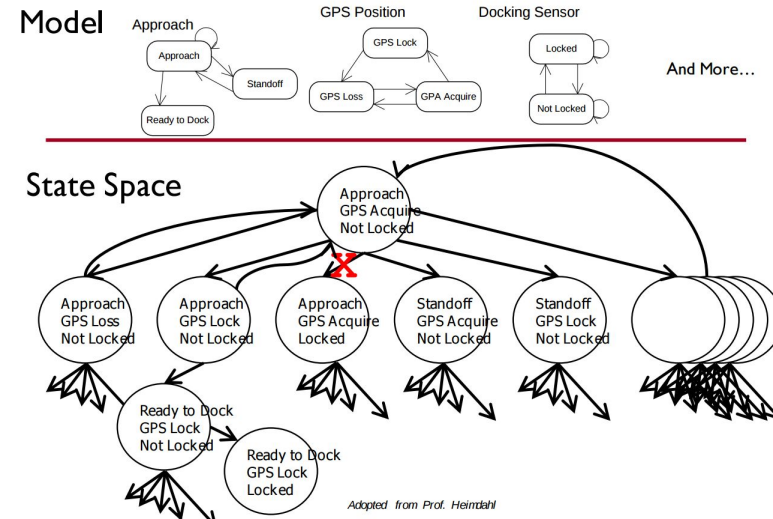 Model
Approach
GPS Position
Docking Sensor
Approach
Standoff
Ready to Dock
GPS Lock
GPS Loss
GPA Acquire
Locked
Not Locked
And More...
State Space
Approach
GPS Acquire
Not Locked
X
Approach
GPS Loss
Not Locked
Approach
GPS Lock
Not Locked
Approach
GPS Acquire
Locked
Standoff
GPS Acquire
Not Locked
Standoff
GPS Lock
Not Locked
Ready to Dock
GPS Lock
Not Locked
Ready to Dock
GPS Lock
Locked
Adopted from Prof. Heimdahl